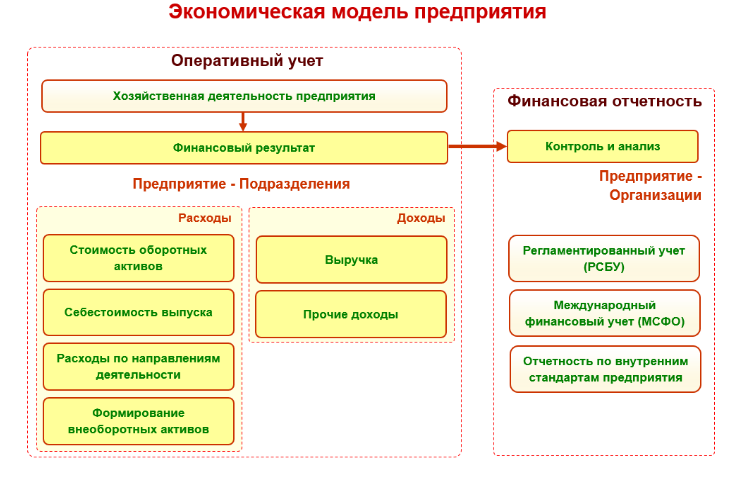 Экономическая модель предприятия
Оперативный учет
Хозяйственная деятельность предприятия
Финансовый результат
Предприятие - Подразделения
Расходы
Стоимость оборотных
активов
Себестоимость выпуска
Расходы по направлениям
деятельности
Формирование
внеоборотных активов
Доходы
Выручка
Прочие доходы
Финансовая отчетность
Контроль и анализ
Предприятие -
Организации
Регламентированный учет
(РСБУ)
Международный
финансовый учет (МСФО)
Отчетность по внутренним
стандартам предприятия